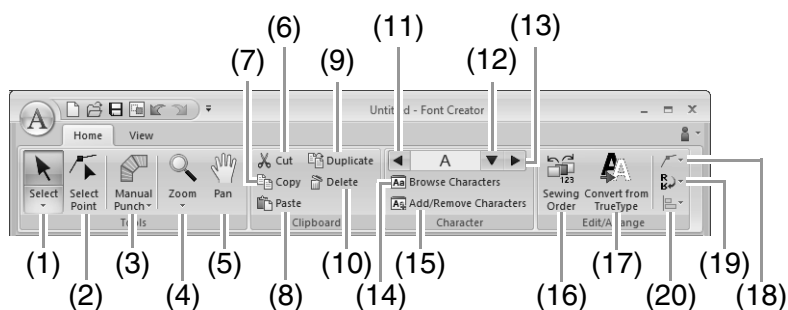 (6) (11) (13)
(7) (9) (12)
Untitled - Font Creator
A
Home View
Cut Duplicate A
Copy Delete Aa Browse Characters 123 R
Select Select Manual Zoom Pan Paste Add/Remove Characters Sewing Convert from
Point Punch Order TrueType
Tools Clipboard Character Edit/Arrange
(1) (3) (5) (10) (15) (17) (19)
(2) (4) (8) (14) (16) (20) (18)